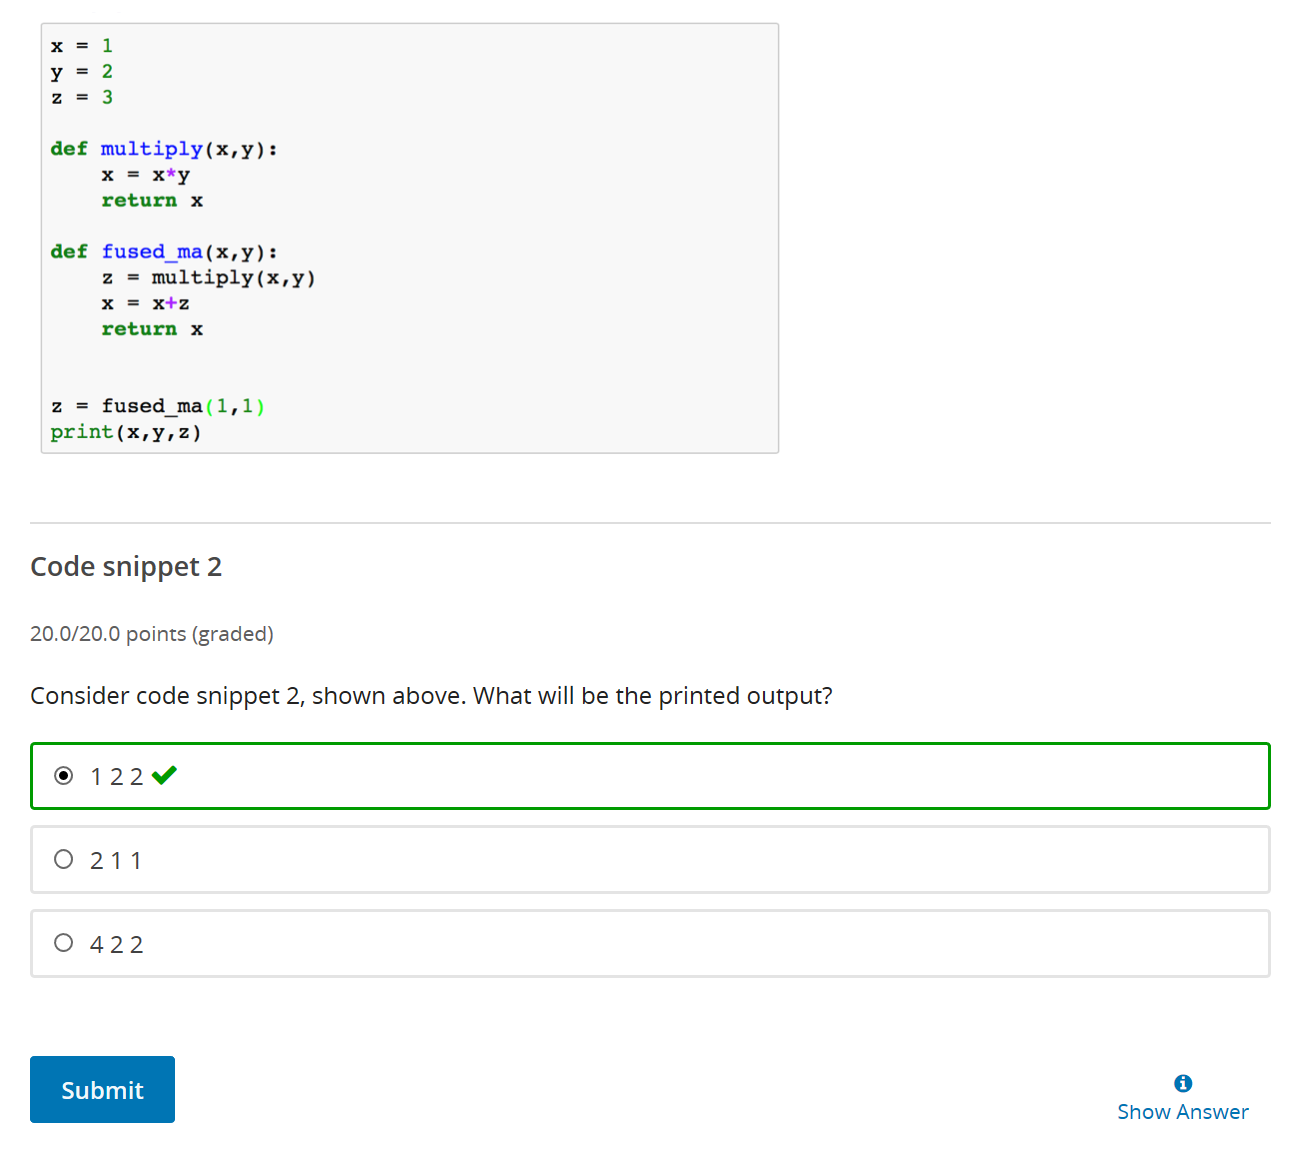 x = 1
y = 2
z = 3
def multiply(x,y):
    x = x*y
    return x
def fused_ma(x,y):
    z = multiply(x,y)
    x = x+z
    return x
z = fused_ma(1,1)
print(x,y,z)
Code snippet 2
20.0/20.0 points (graded)
Consider code snippet 2, shown above. What will be the printed output?
1 2 2
2 1 1
4 2 2
Submit
Show Answer